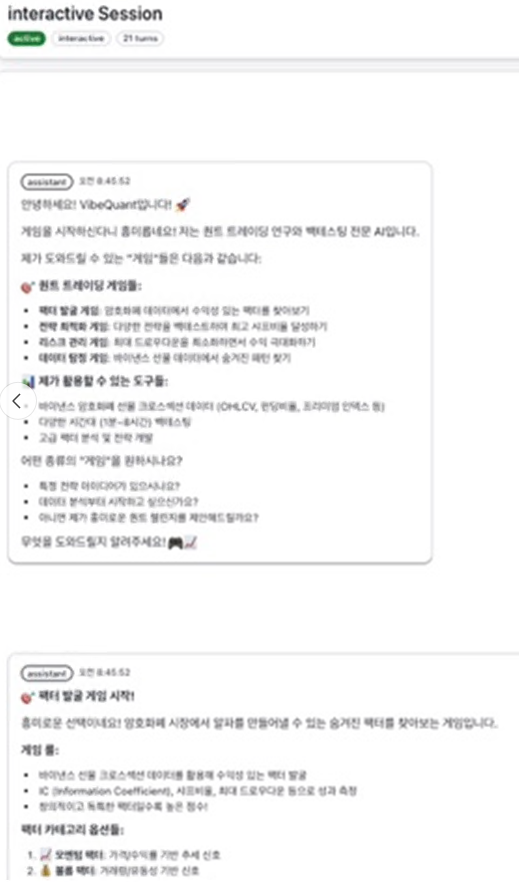 interactive Session
active interactive 21 turns
assistant 오전 8:45:52
안녕하세요! VibeQuant입니다! 🚀
게임을 시작하신다니 흥미롭네요! 저는 퀀트 트레이딩 연구와 백테스팅 전문 AI입니다.
제가 도와드릴 수 있는 "게임"들은 다음과 같습니다:
🎯 퀀트 트레이딩 게임들:
• 팩터 발굴 게임: 암호화폐 데이터에서 수익성 있는 팩터를 찾아보기
• 전략 최적화 게임: 다양한 전략을 백테스트하여 최고 샤프비율 달성하기
• 리스크 관리 게임: 최대 드로우다운을 최소화하면서 수익 극대화하기
• 데이터 탐정 게임: 바이낸스 선물 데이터에서 숨겨진 패턴 찾기
📊 제가 활용할 수 있는 도구들:
바이낸스 암호화폐 선물 크로스섹션 데이터 (OHLCV, 펀딩비율, 프리미엄 인덱스 등)
• 다양한 시간대 (1분~8시간) 백테스팅
• 고급 팩터 분석 및 전략 개발
어떤 종류의 "게임"을 원하시나요?
• 특정 전략 아이디어가 있으시나요?
• 데이터 분석부터 시작하고 싶으신가요?
• 아니면 제가 흥미로운 퀀트 챌린지를 제안해드릴까요?
무엇을 도와드릴지 알려주세요! 🎮📈
assistant 오전 8:45:52
🎯 팩터 발굴 게임 시작!
흥미로운 선택이네요! 암호화폐 시장에서 알파를 만들어낼 수 있는 숨겨진 팩터를 찾아보는 게임입니다.
게임 룰:
• 바이낸스 선물 크로스섹션 데이터를 활용해 수익성 있는 팩터 발굴
• IC (Information Coefficient), 샤프비율, 최대 드로우다운 등으로 성과 측정
• 창의적이고 독특한 팩터일수록 높은 점수!
팩터 카테고리 옵션들:
1. 📈 모멘텀 팩터: 가격/수익률 기반 추세 신호
2. 💰 볼륨 팩터: 거래량/유동성 기반 신호